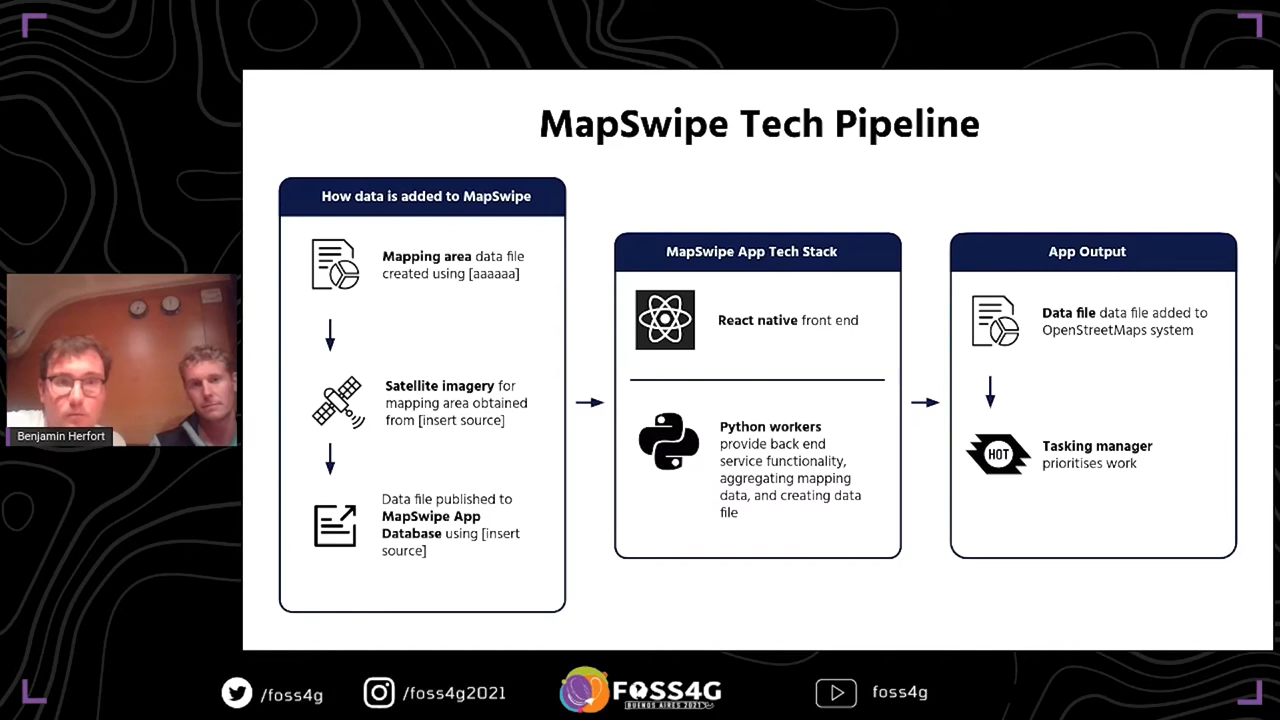 MapSwipe Tech Pipeline
How data is added to MapSwipe
Mapping area data file
created using [aaaaaa]
Satellite imagery for
mapping area obtained
from [insert source]
Data file published to
MapSwipe App
Database using [insert
source]
MapSwipe App Tech Stack
React native front end
Python workers
provide back end
service functionality,
aggregating mapping
data, and creating data
file
App Output
Data file data file added to
OpenStreetMaps system
HOT
Tasking manager
prioritises work
Benjamin Herfort
/foss4g
/foss4g2021
FOSS4G
BUENOS AIRES 2021
foss4g